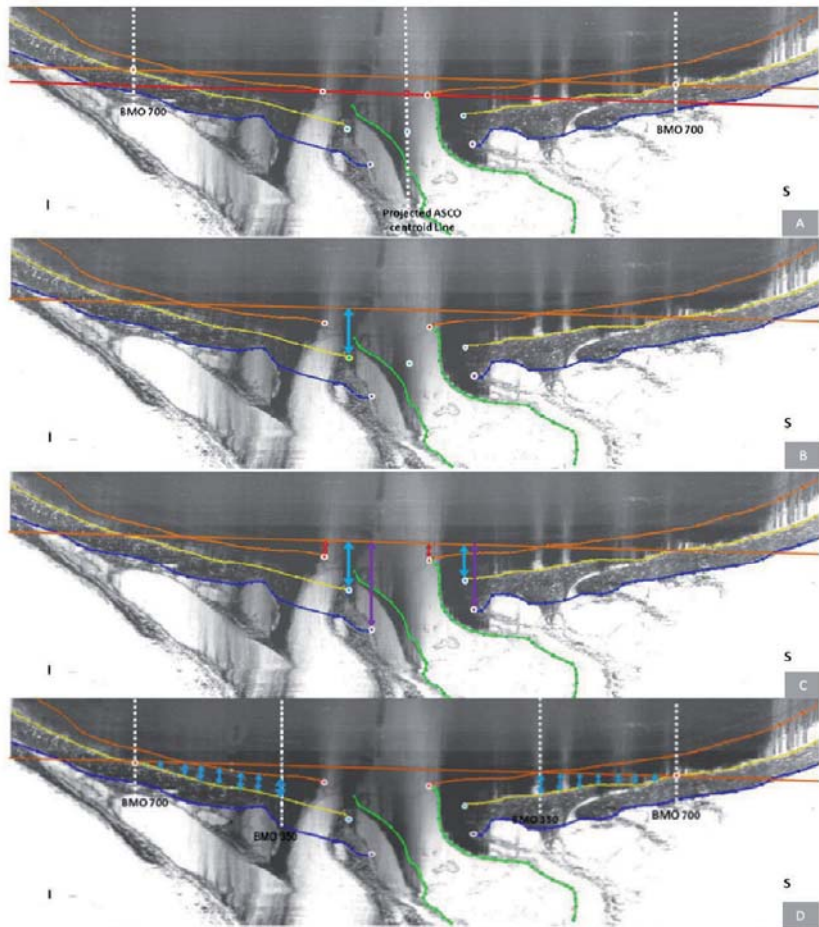 BMO 700
BMO 700
Projected ASCO
centroid Line
I
S
A
I
S
B
I
S
C
BMO 700
BMO 350
BMO 350
BMO 700
I
S
D